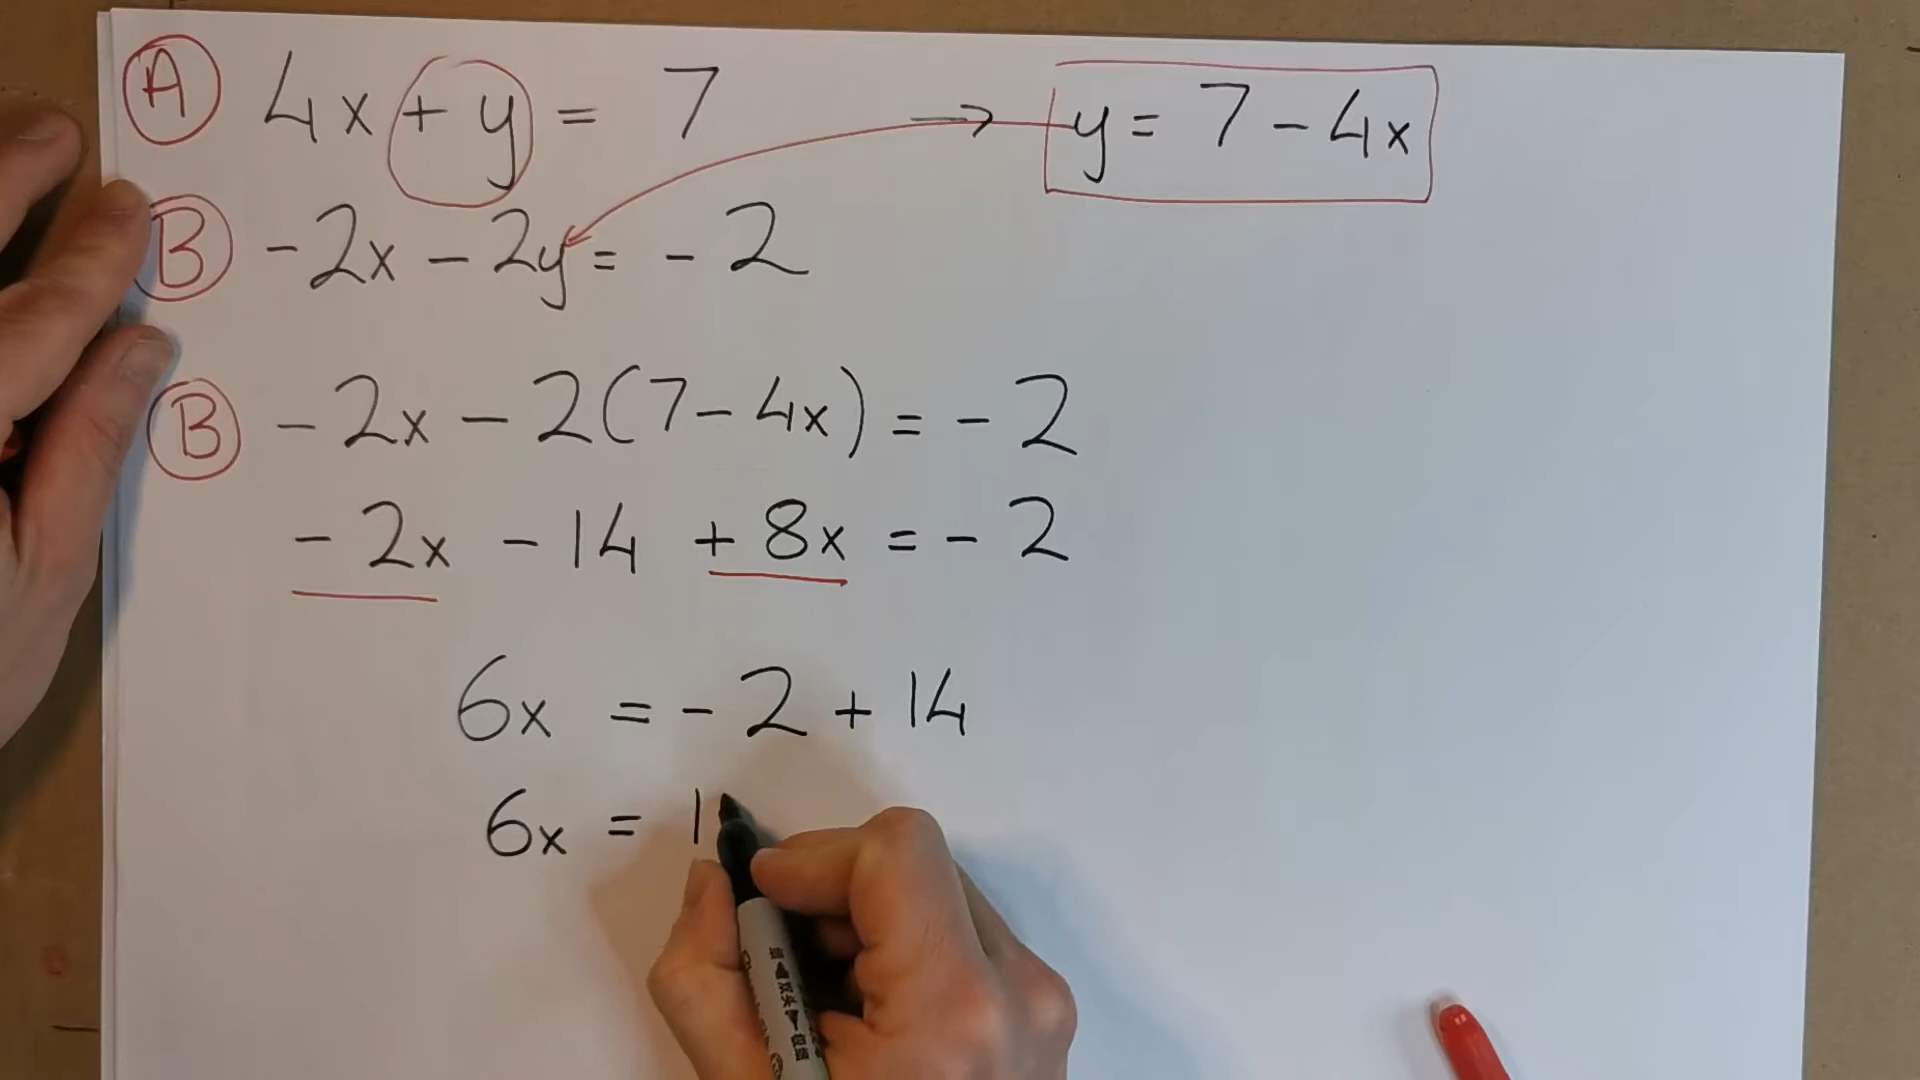 A 4x + y = 7 → y = 7 - 4x
B -2x - 2y = -2
B -2x - 2(7 - 4x) = -2
-2x - 14 + 8x = -2
6x = -2 + 14
6x = 1